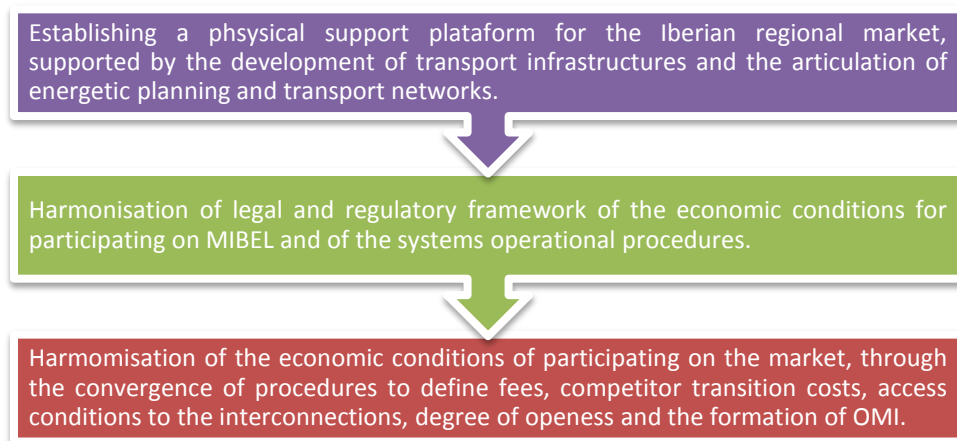 Establishing a phsysical support plataform for the Iberian regional market,
supported by the development of transport infrastructures and the articulation of
energetic planning and transport networks.
Harmonisation of legal and regulatory framework of the economic conditions for
participating on MIBEL and of the systems operational procedures.
Harmomisation of the economic conditions of participating on the market, through
the convergence of procedures to define fees, competitor transition costs, access
conditions to the interconnections, degree of openess and the formation of OMI.